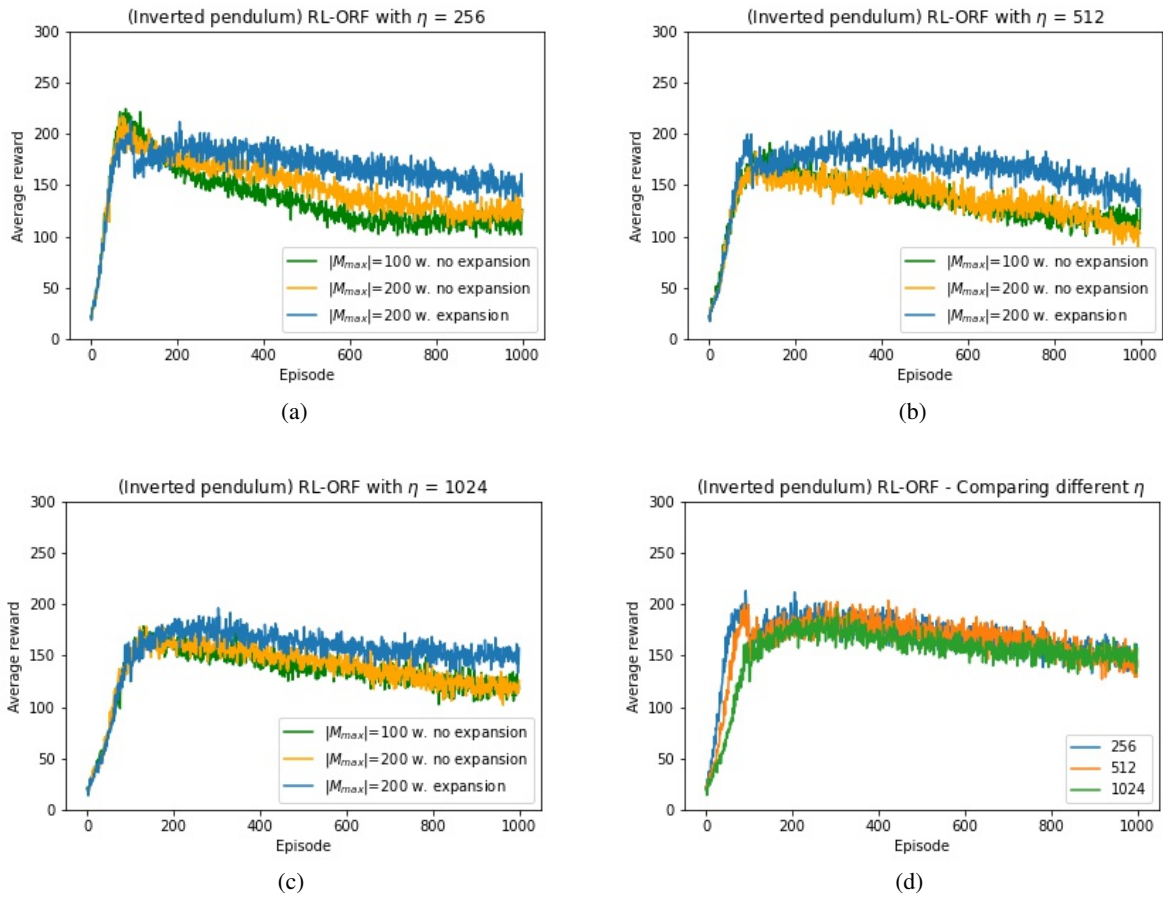 (Inverted pendulum) RL-ORF with η = 256
300
250
200
150
100
50
0
Average reward
|M_max|=100 w. no expansion
|M_max|=200 w. no expansion
|M_max|=200 w. expansion
0 200 400 600 800 1000
Episode
(a)
(Inverted pendulum) RL-ORF with η = 512
300
250
200
150
100
50
0
Average reward
|M_max|=100 w. no expansion
|M_max|=200 w. no expansion
|M_max|=200 w. expansion
0 200 400 600 800 1000
Episode
(b)
(Inverted pendulum) RL-ORF with η = 1024
300
250
200
150
100
50
0
Average reward
|M_max|=100 w. no expansion
|M_max|=200 w. no expansion
|M_max|=200 w. expansion
0 200 400 600 800 1000
Episode
(c)
(Inverted pendulum) RL-ORF - Comparing different η
300
250
200
150
100
50
0
Average reward
256
512
1024
0 200 400 600 800 1000
Episode
(d)